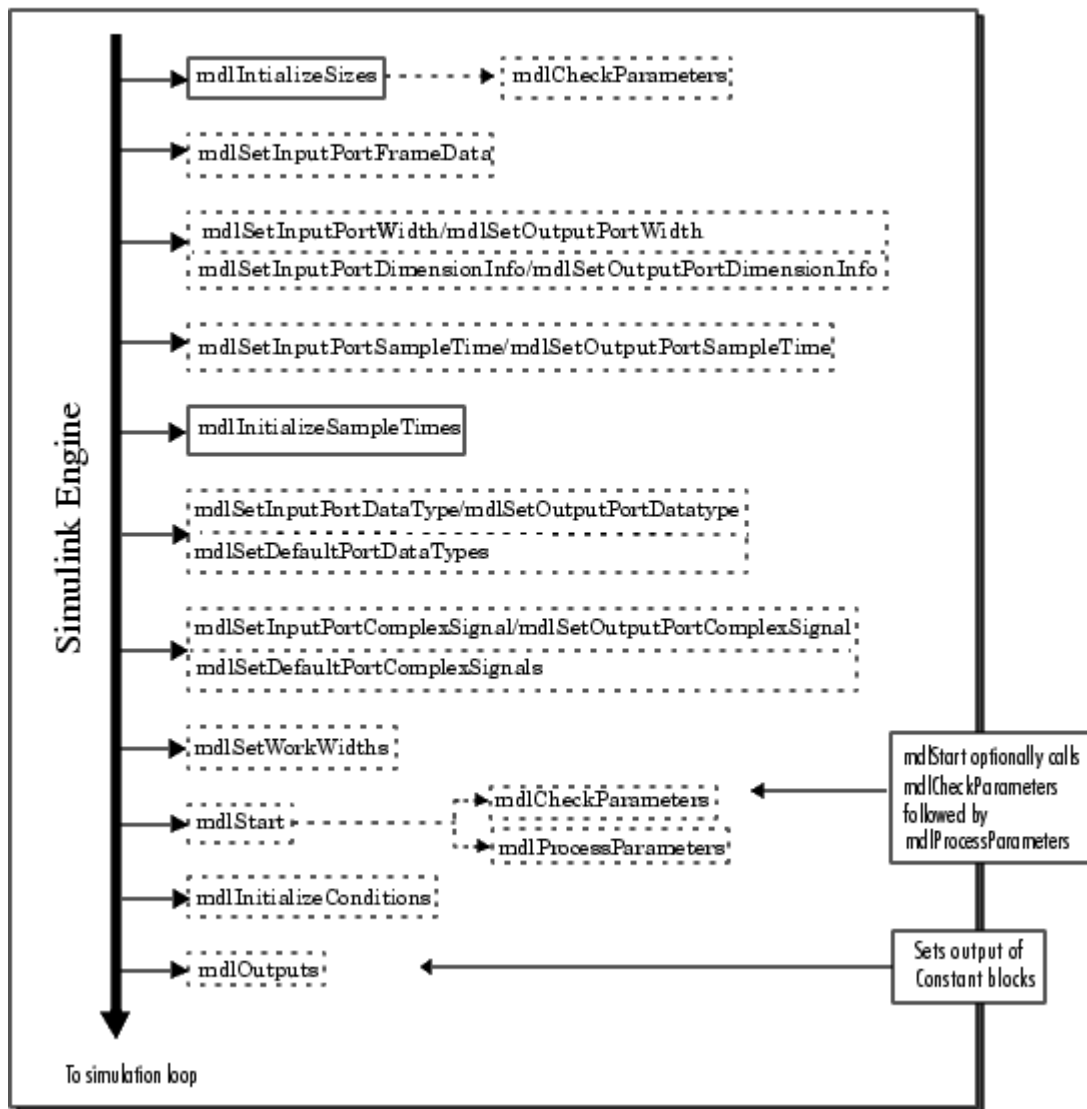 mdlIntializeSizes
mdlCheckParameters
mdlSetInputPortFrameData
mdlSetInputPortWidth/mdlSetOutputPortWidth
mdlSetInputPortDimensionInfo/mdlSetOutputPortDimensionInfo
mdlSetInputPortSampleTime/mdlSetOutputPortSampleTime
mdlInitializeSampleTimes
Simulink Engine
mdlSetInputPortDataType/mdlSetOutputPortDatatype
mdlSetDefaultPortDataTypes
mdlSetInputPortComplexSignal/mdlSetOutputPortComplexSignal
mdlSetDefaultPortComplexSignals
mdlSetWorkWidths
mdlStart
mdlCheckParameters
mdlProcessParameters
mdlStart optionally calls
mdlCheckParameters
followed by
mdlProcessParameters
mdlInitializeConditions
mdlOutputs
Sets output of
Constant blocks
To simulation loop